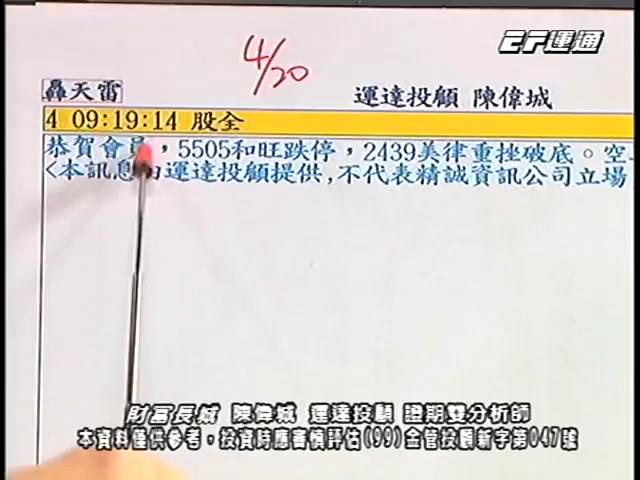 4/20
EF運通
轟天雷
運達投顧 陳偉城
4 09:19:14 股全
恭賀會員，5505和旺跌停，2439美律重挫破底。空
<本訊息由運達投顧提供,不代表精誠資訊公司立場
財富長城 陳偉城 運達投顧 證期雙分析師
本資料僅供參考，投資時應審慎評估(99)金管投顧新字第047號